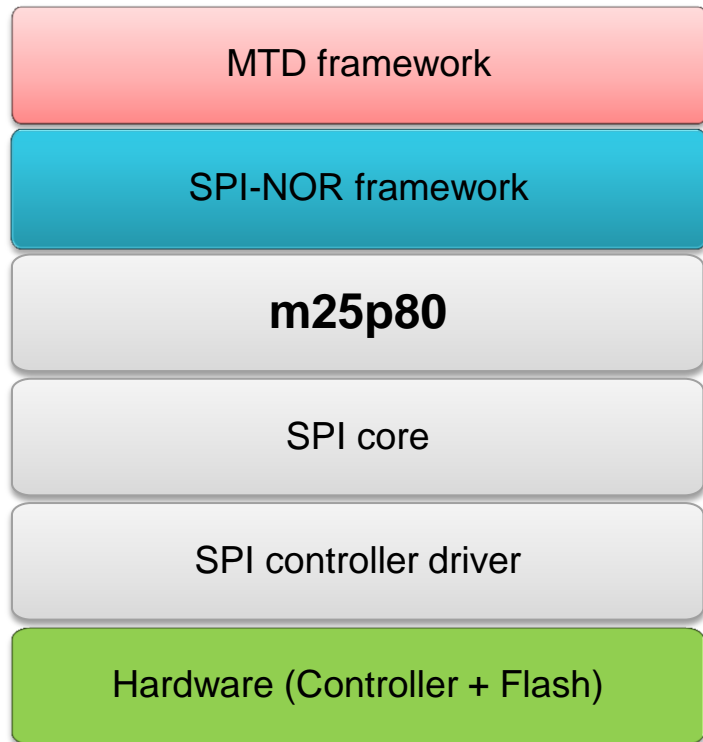 MTD framework
SPI-NOR framework
m25p80
SPI core
SPI controller driver
Hardware (Controller + Flash)